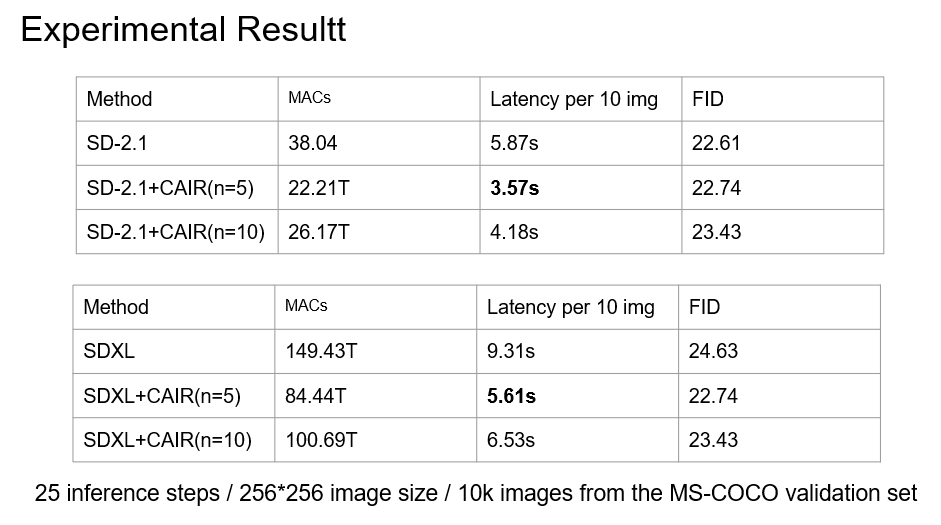 Experimental Resultt
Method MACs Latency per 10 img FID
SD-2.1 38.04 5.87s 22.61
SD-2.1+CAIR(n=5) 22.21T 3.57s 22.74
SD-2.1+CAIR(n=10) 26.17T 4.18s 23.43
Method MACs Latency per 10 img FID
SDXL 149.43T 9.31s 24.63
SDXL+CAIR(n=5) 84.44T 5.61s 22.74
SDXL+CAIR(n=10) 100.69T 6.53s 23.43
25 inference steps / 256*256 image size / 10k images from the MS-COCO validation set